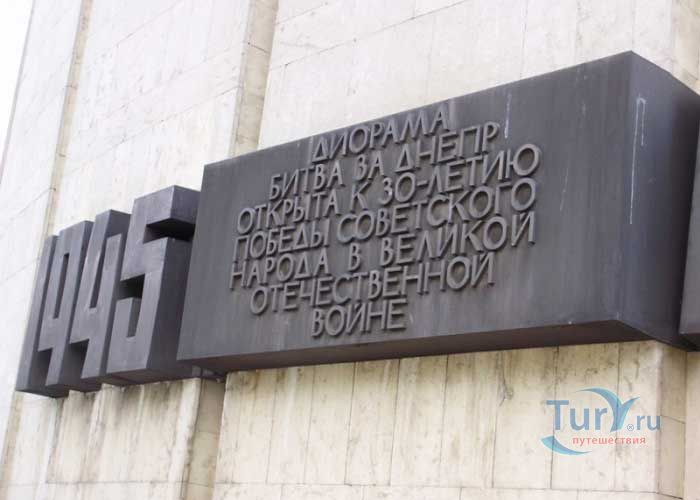 1945
ДИОРАМА
БИТВА ЗА ДНЕПР
ОТКРЫТА К 30-ЛЕТИЮ
ПОБЕДЫ СОВЕТСКОГО
НАРОДА В ВЕЛИКОЙ
ОТЕЧЕСТВЕННОЙ
ВОЙНЕ
TurY.ru
путешествия